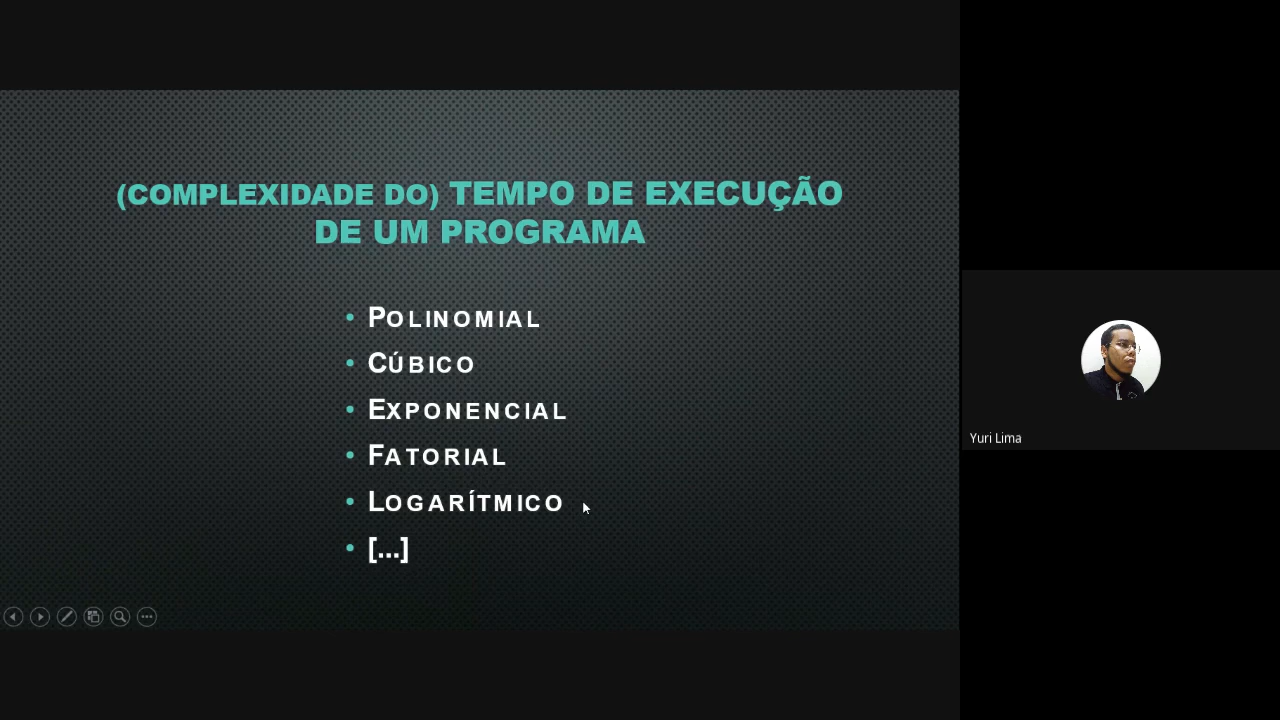 (COMPLEXIDADE DO) TEMPO DE EXECUÇÃO
DE UM PROGRAMA
• POLINOMIAL
• CÚBICO
• EXPONENCIAL
• FATORIAL
• LOGARÍTMICO
• [...]
Yuri Lima